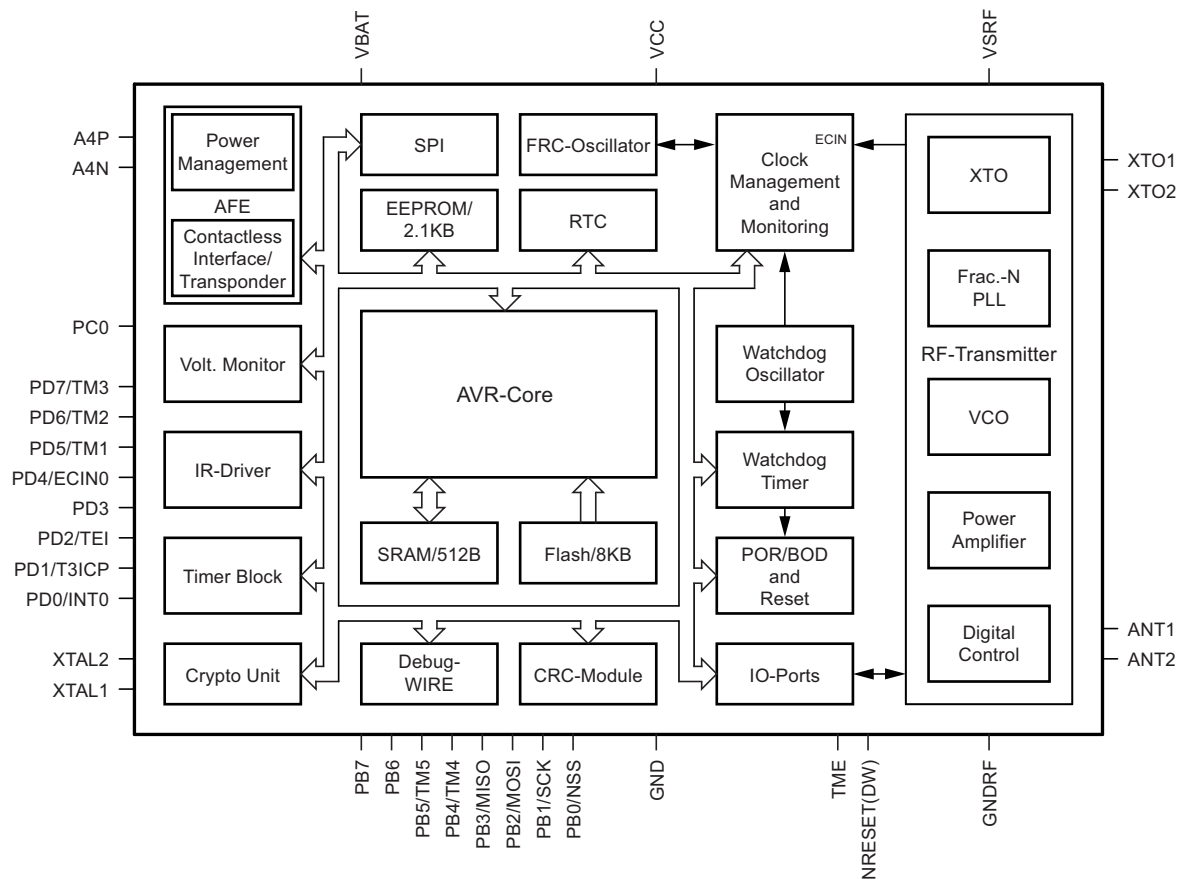 VBAT
VCC
VSRF
A4P
A4N
Power
Management
AFE
Contactless
Interface/
Transponder
SPI
EEPROM/
2.1KB
FRC-Oscillator
RTC
ECIN
Clock
Management
and
Monitoring
XTO
Frac.-N
PLL
RF-Transmitter
VCO
Power
Amplifier
Digital
Control
XTO1
XTO2
PC0
PD7/TM3
PD6/TM2
PD5/TM1
PD4/ECIN0
PD3
PD2/TEI
PD1/T3ICP
PD0/INT0
XTAL2
XTAL1
Volt. Monitor
IR-Driver
Timer Block
Crypto Unit
AVR-Core
SRAM/512B
Flash/8KB
Debug-
WIRE
CRC-Module
Watchdog
Oscillator
Watchdog
Timer
POR/BOD
and
Reset
IO-Ports
ANT1
ANT2
PB7
PB6
PB5/TM5
PB4/TM4
PB3/MISO
PB2/MOSI
PB1/SCK
PB0/NSS
GND
TME
NRESET(DW)
GNDRF